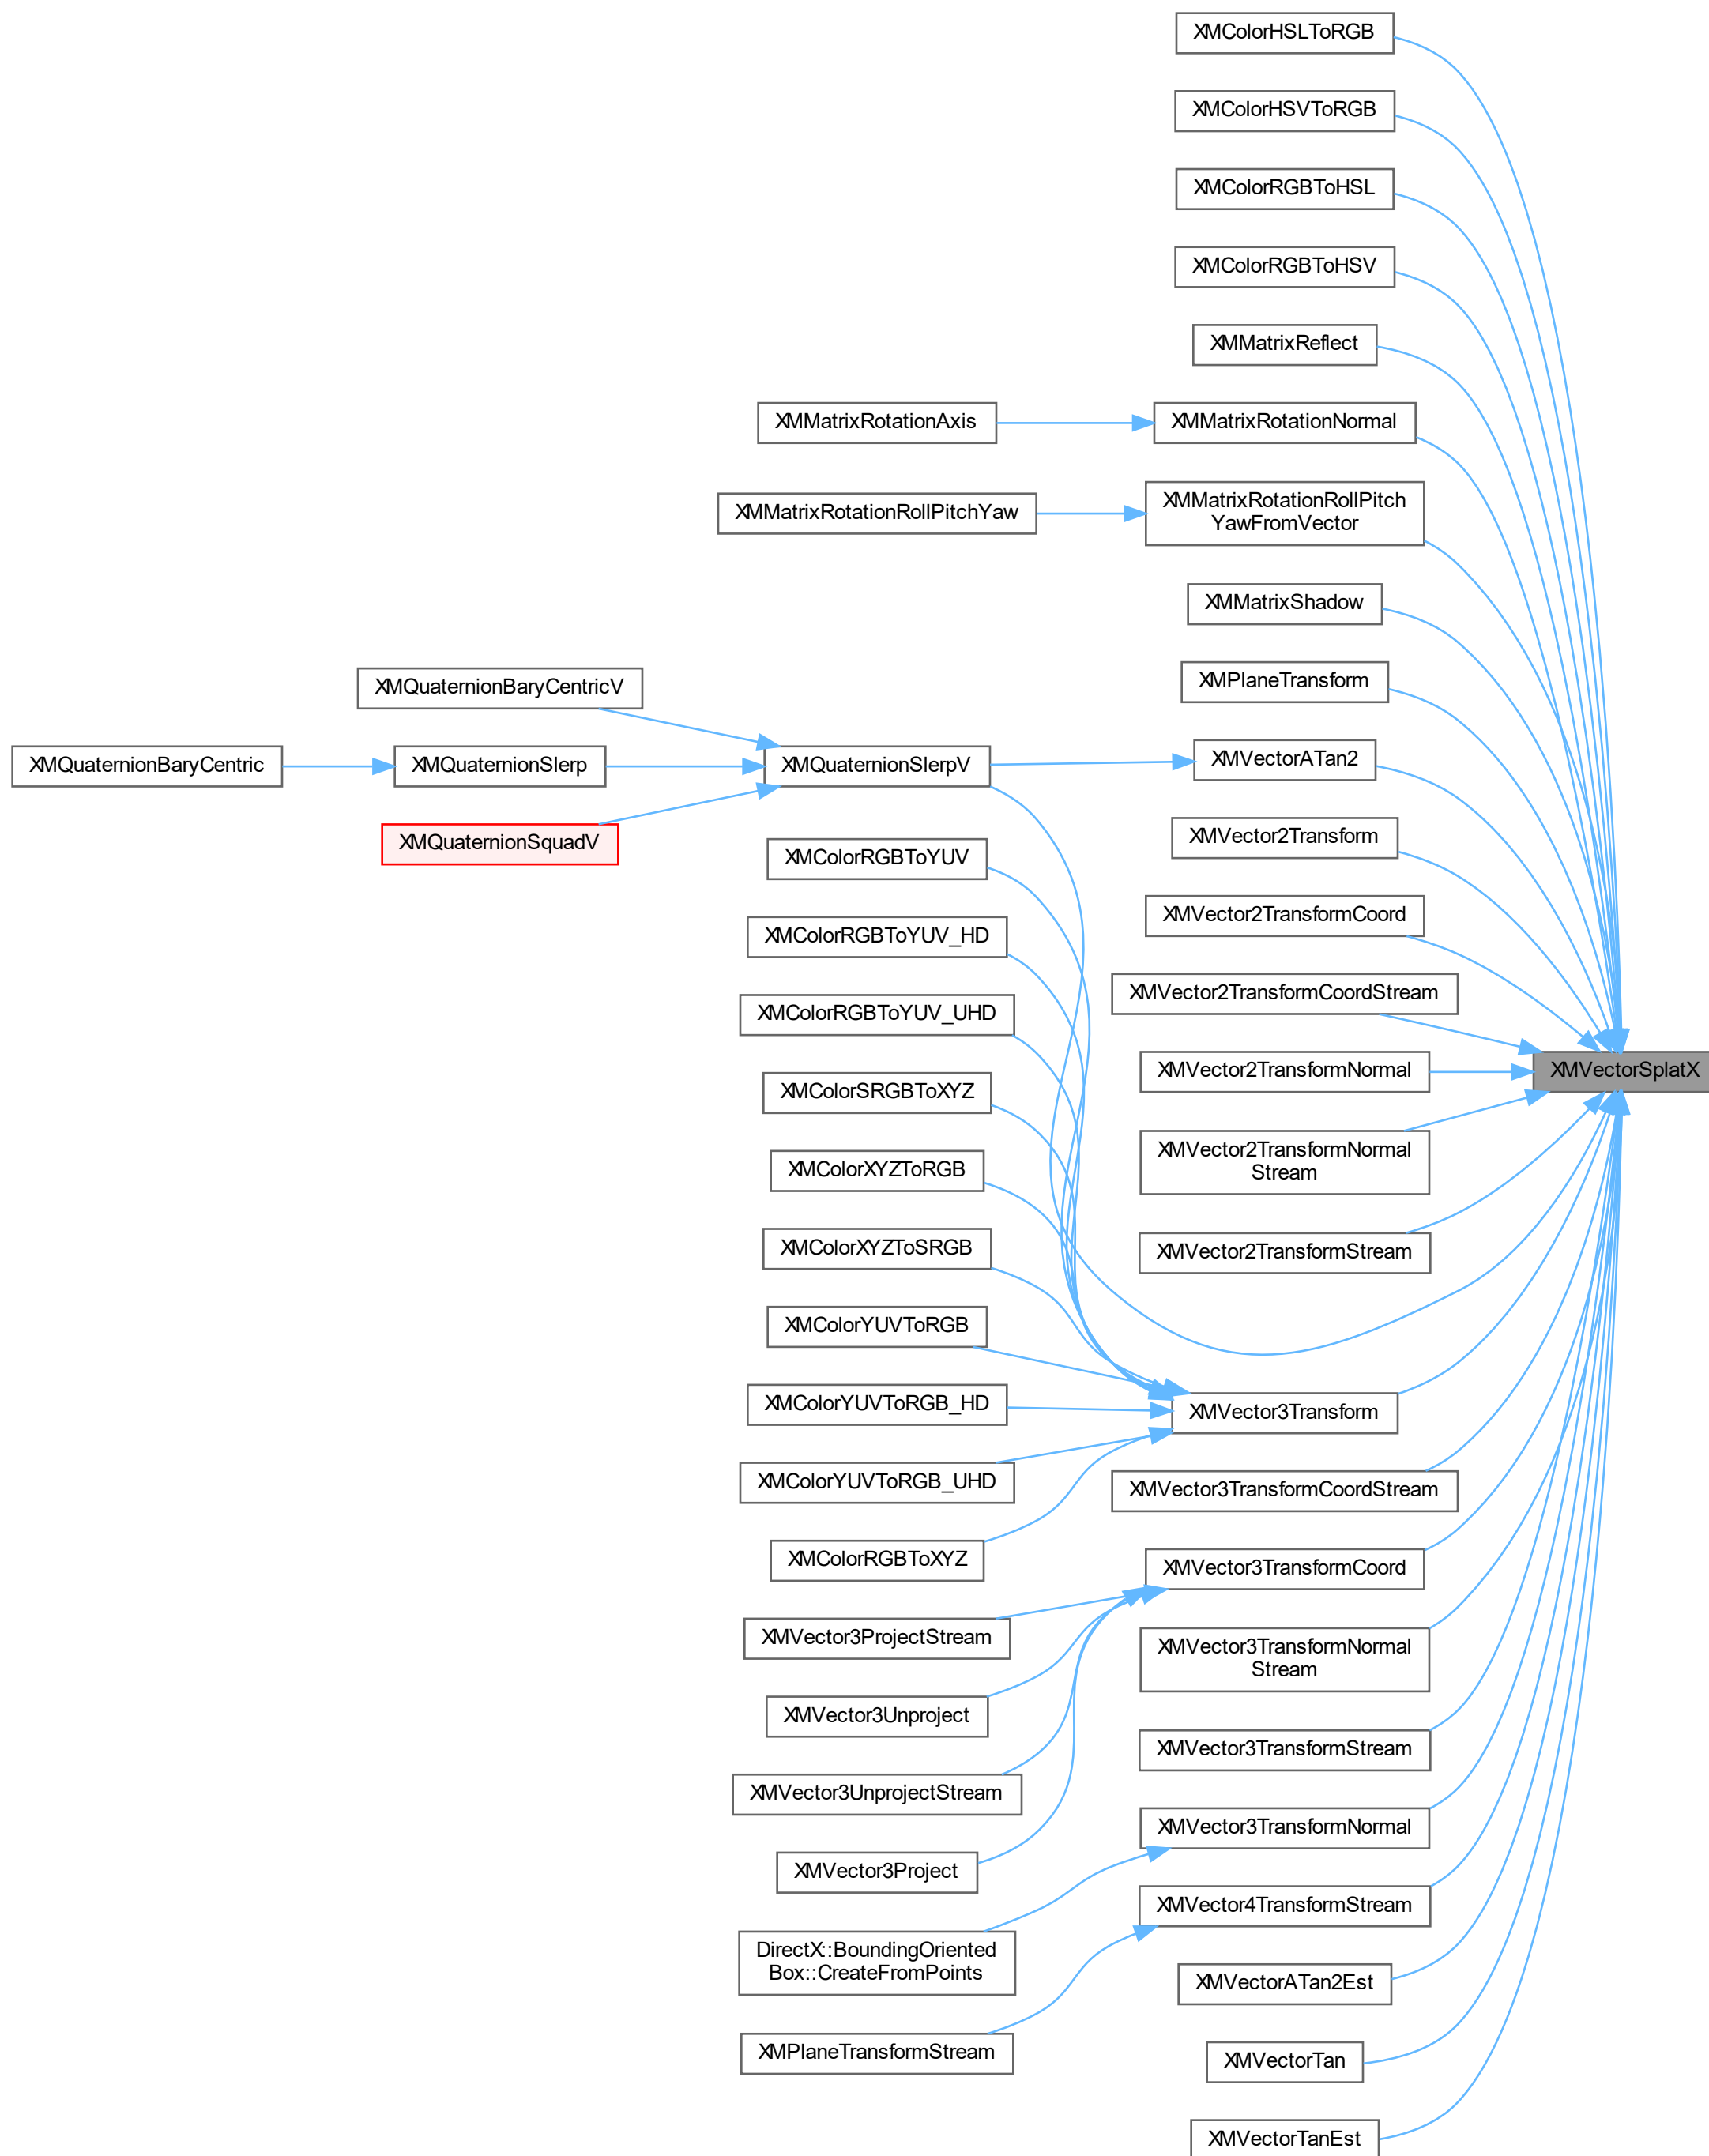 XMColorHSLToRGB
XMColorHSVToRGB
XMColorRGBToHSL
XMColorRGBToHSV
XMMatrixReflect
XMMatrixRotationAxis
XMMatrixRotationNormal
XMMatrixRotationRollPitchYaw
XMMatrixRotationRollPitch
YawFromVector
XMMatrixShadow
XMQuaternionBaryCentricV
XMPlaneTransform
XMQuaternionBaryCentric
XMQuaternionSlerp
XMQuaternionSlerpV
XMVectorATan2
XMQuaternionSquadV
XMVector2Transform
XMColorRGBToYUV
XMVector2TransformCoord
XMColorRGBToYUV_HD
XMVector2TransformCoordStream
XMColorRGBToYUV_UHD
XMVector2TransformNormal
XMVectorSplatX
XMColorSRGBToXYZ
XMVector2TransformNormal
Stream
XMColorXYZToRGB
XMColorXYZToSRGB
XMVector2TransformStream
XMColorYUVToRGB
XMColorYUVToRGB_HD
XMVector3Transform
XMColorYUVToRGB_UHD
XMVector3TransformCoordStream
XMColorRGBToXYZ
XMVector3TransformCoord
XMVector3ProjectStream
XMVector3TransformNormal
Stream
XMVector3Unproject
XMVector3TransformStream
XMVector3UnprojectStream
XMVector3TransformNormal
XMVector3Project
XMVector4TransformStream
DirectX::BoundingOriented
Box::CreateFromPoints
XMVectorATan2Est
XMPlaneTransformStream
XMVectorTan
XMVectorTanEst